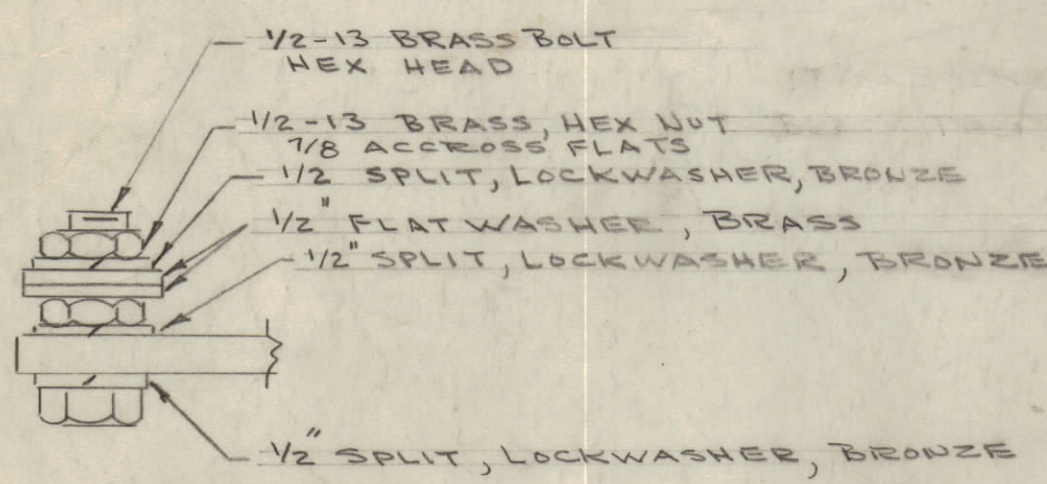 1/2-13 BRASS BOLT
HEX HEAD
1/2-13 BRASS, HEX NUT
7/8 ACCROSS FLATS
1/2 SPLIT, LOCKWASHER, BRONZE
1/2" FLAT WASHER, BRASS
1/2" SPLIT, LOCKWASHER, BRONZE
1/2" SPLIT, LOCKWASHER, BRONZE